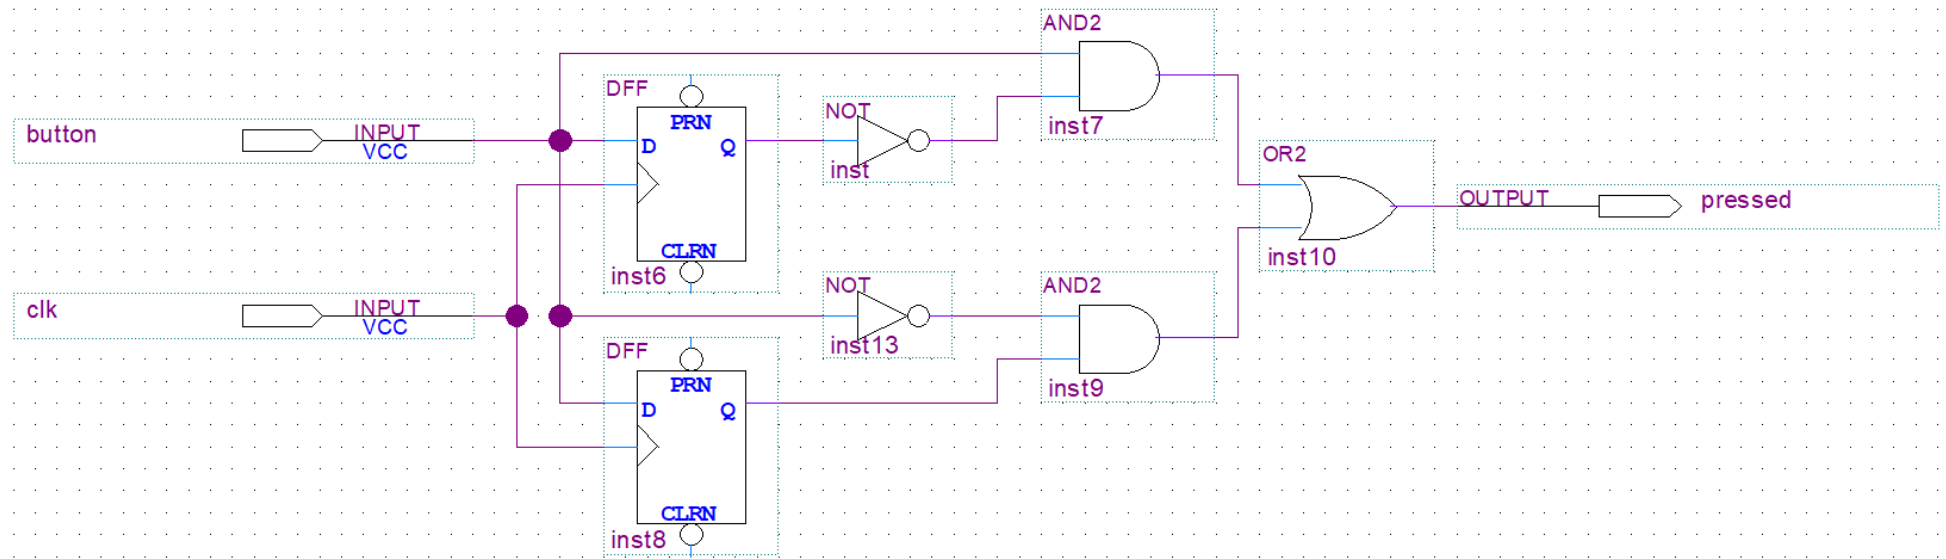 button
INPUT
VCC
clk
INPUT
VCC
DFF
PRN
D
Q
CLRN
inst6
NOT
inst
AND2
inst7
NOT
inst13
DFF
PRN
D
Q
CLRN
inst8
AND2
inst9
OR2
inst10
OUTPUT
pressed